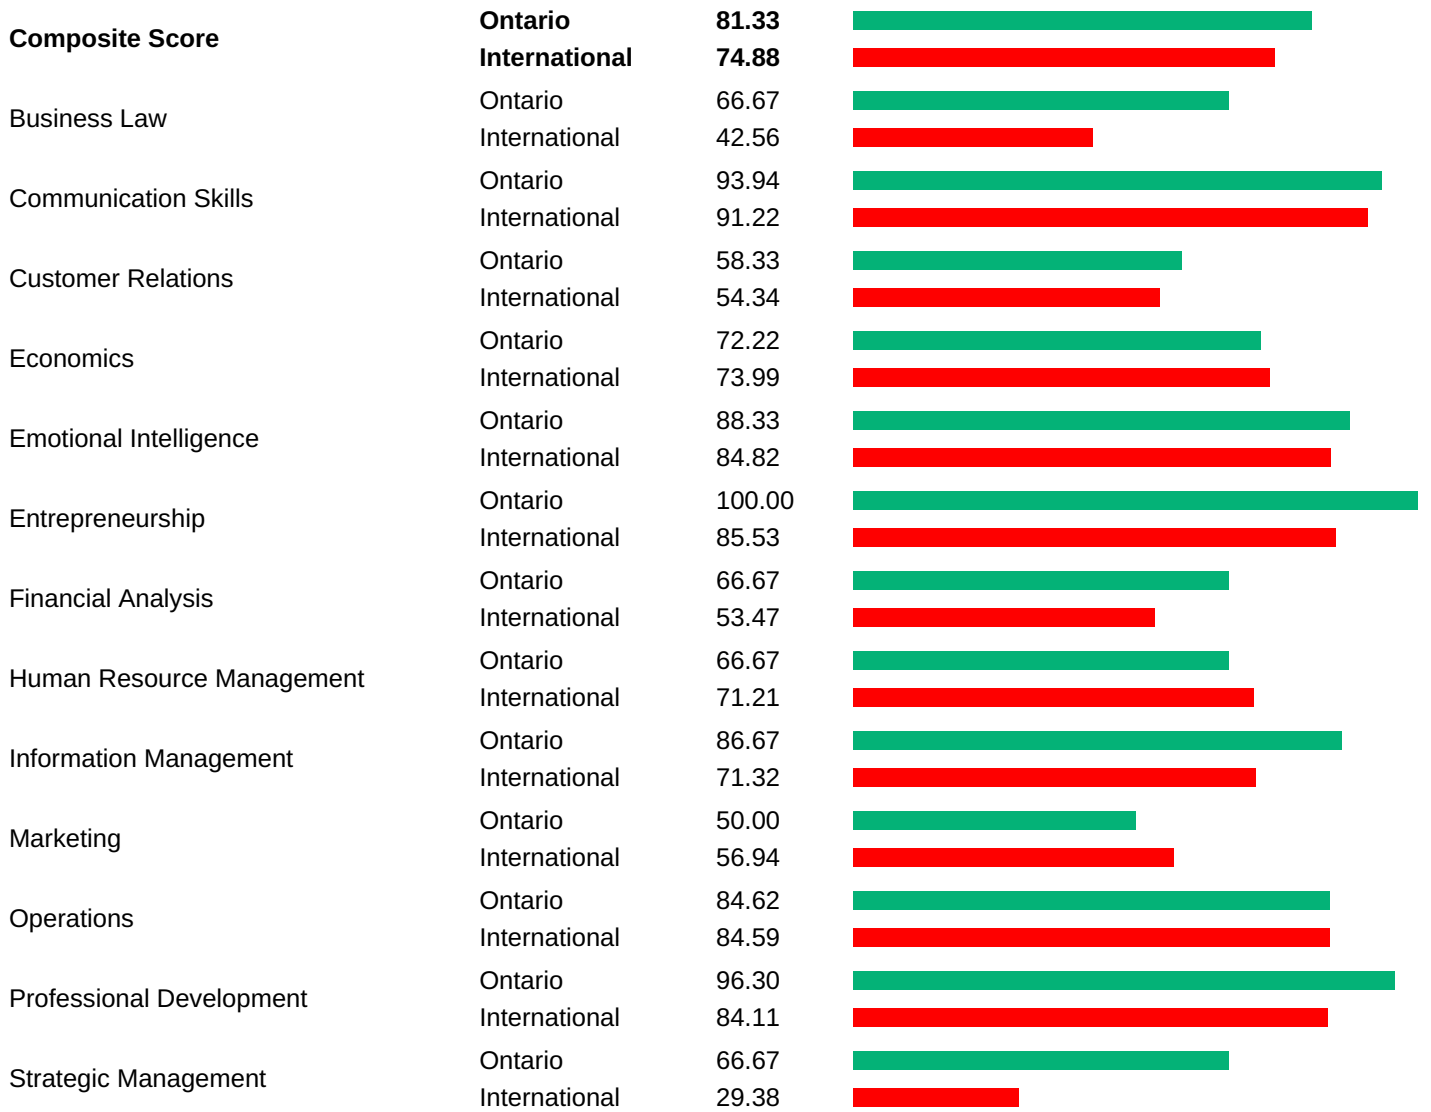 Composite Score
Ontario 81.33
International 74.88
Business Law
Ontario 66.67
International 42.56
Communication Skills
Ontario 93.94
International 91.22
Customer Relations
Ontario 58.33
International 54.34
Economics
Ontario 72.22
International 73.99
Emotional Intelligence
Ontario 88.33
International 84.82
Entrepreneurship
Ontario 100.00
International 85.53
Financial Analysis
Ontario 66.67
International 53.47
Human Resource Management
Ontario 66.67
International 71.21
Information Management
Ontario 86.67
International 71.32
Marketing
Ontario 50.00
International 56.94
Operations
Ontario 84.62
International 84.59
Professional Development
Ontario 96.30
International 84.11
Strategic Management
Ontario 66.67
International 29.38